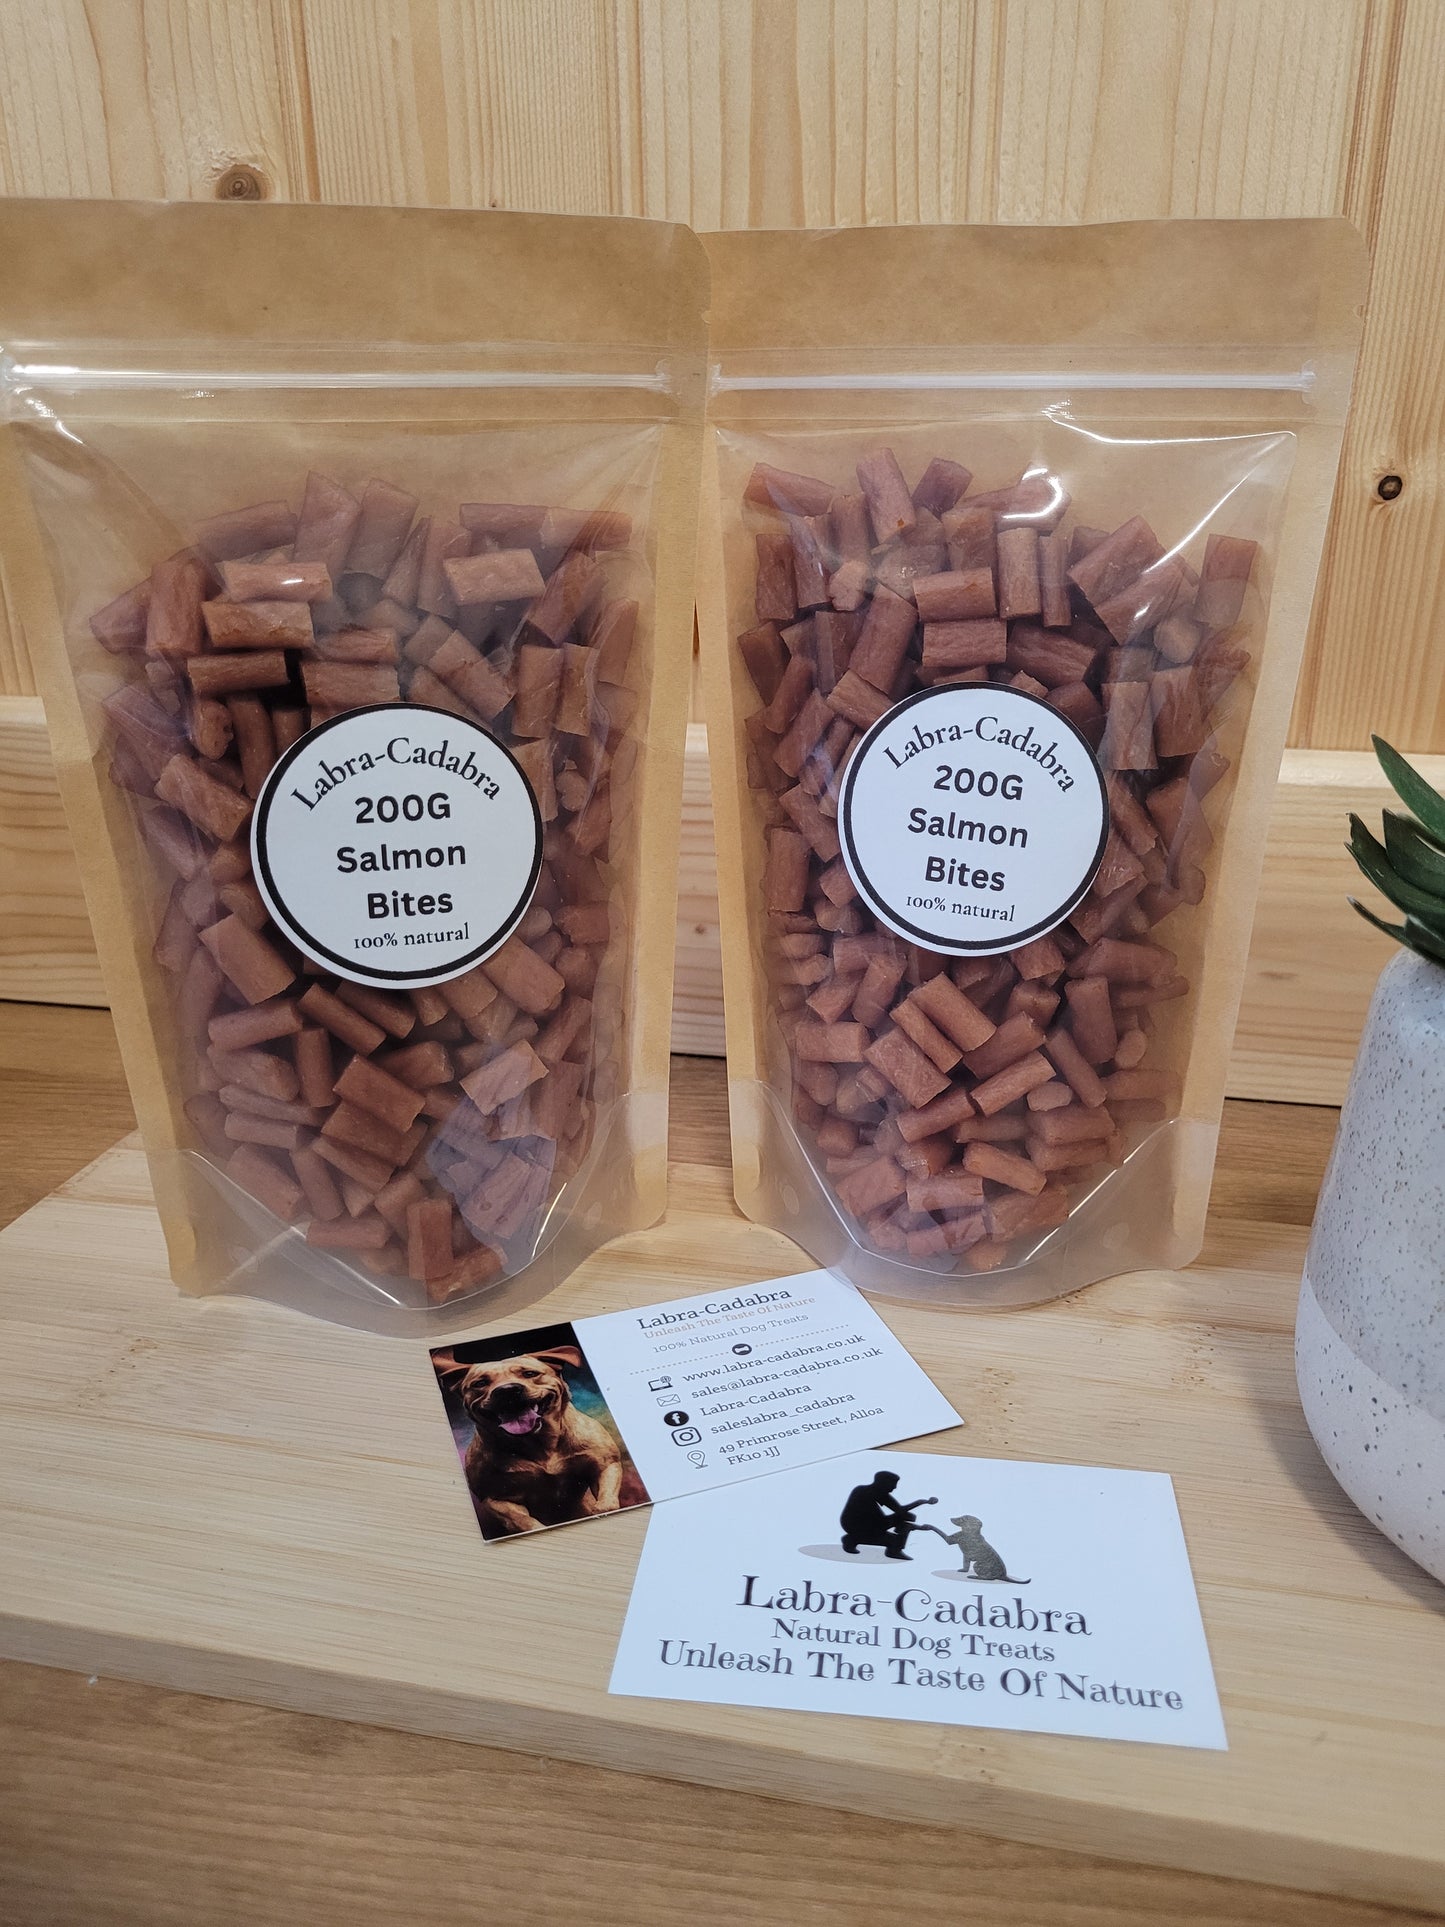 Labra-Cadabra
200G
Salmon
Bites
100% natural
Labra-Cadabra
200G
Salmon
Bites
100% natural
Labra-Cadabra
Unleash The Taste Of Nature
100% Natural Dog Treats
www.labra-cadabra.co.uk
sales@labra-cadabra.co.uk
Labra-Cadabra
saleslabra_cadabra
49 Primrose Street, Alloa
FK10 1JJ
Labra-Cadabra
Natural Dog Treats
Unleash The Taste Of Nature